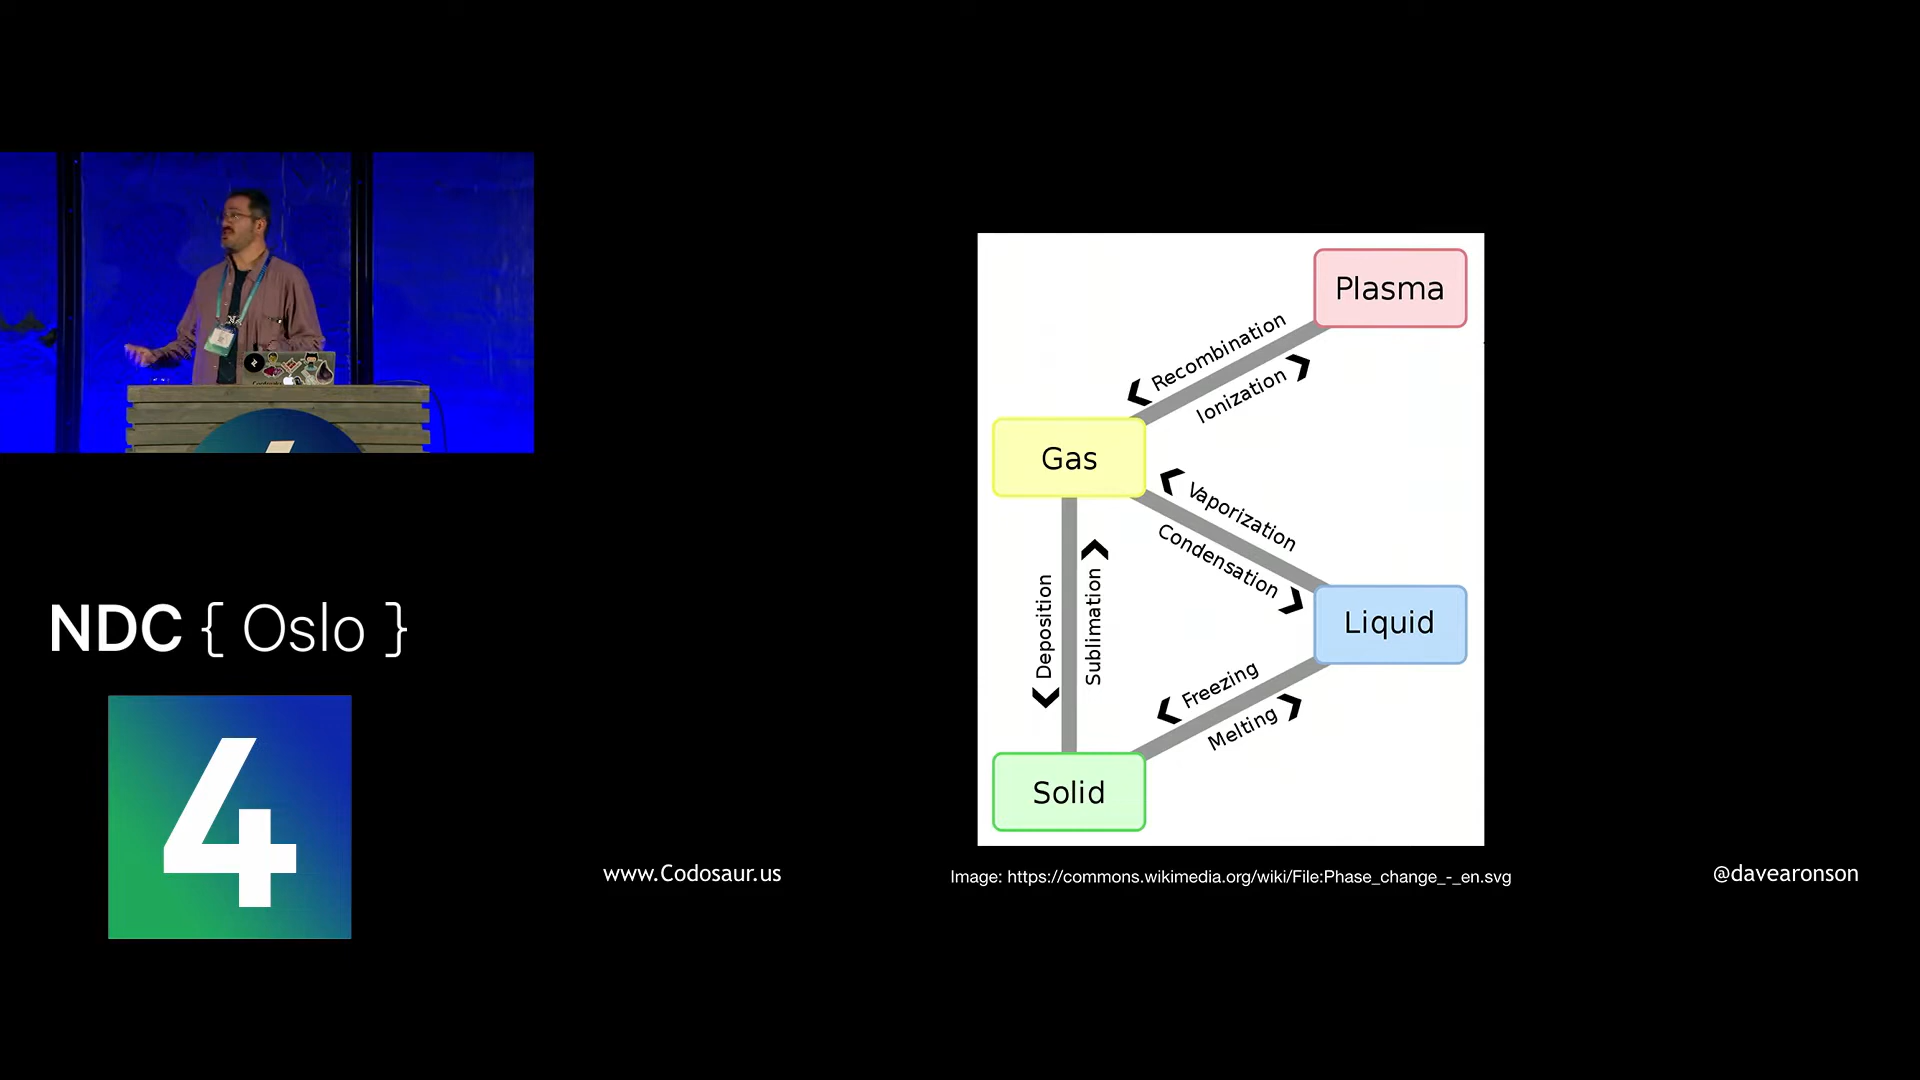 NDC { Oslo }
4
Plasma
Recombination
Ionization
Gas
Vaporization
Condensation
Deposition
Sublimation
Liquid
Freezing
Melting
Solid
www.Codosaur.us
Image: https://commons.wikimedia.org/wiki/File:Phase_change_-_en.svg
@davearonson